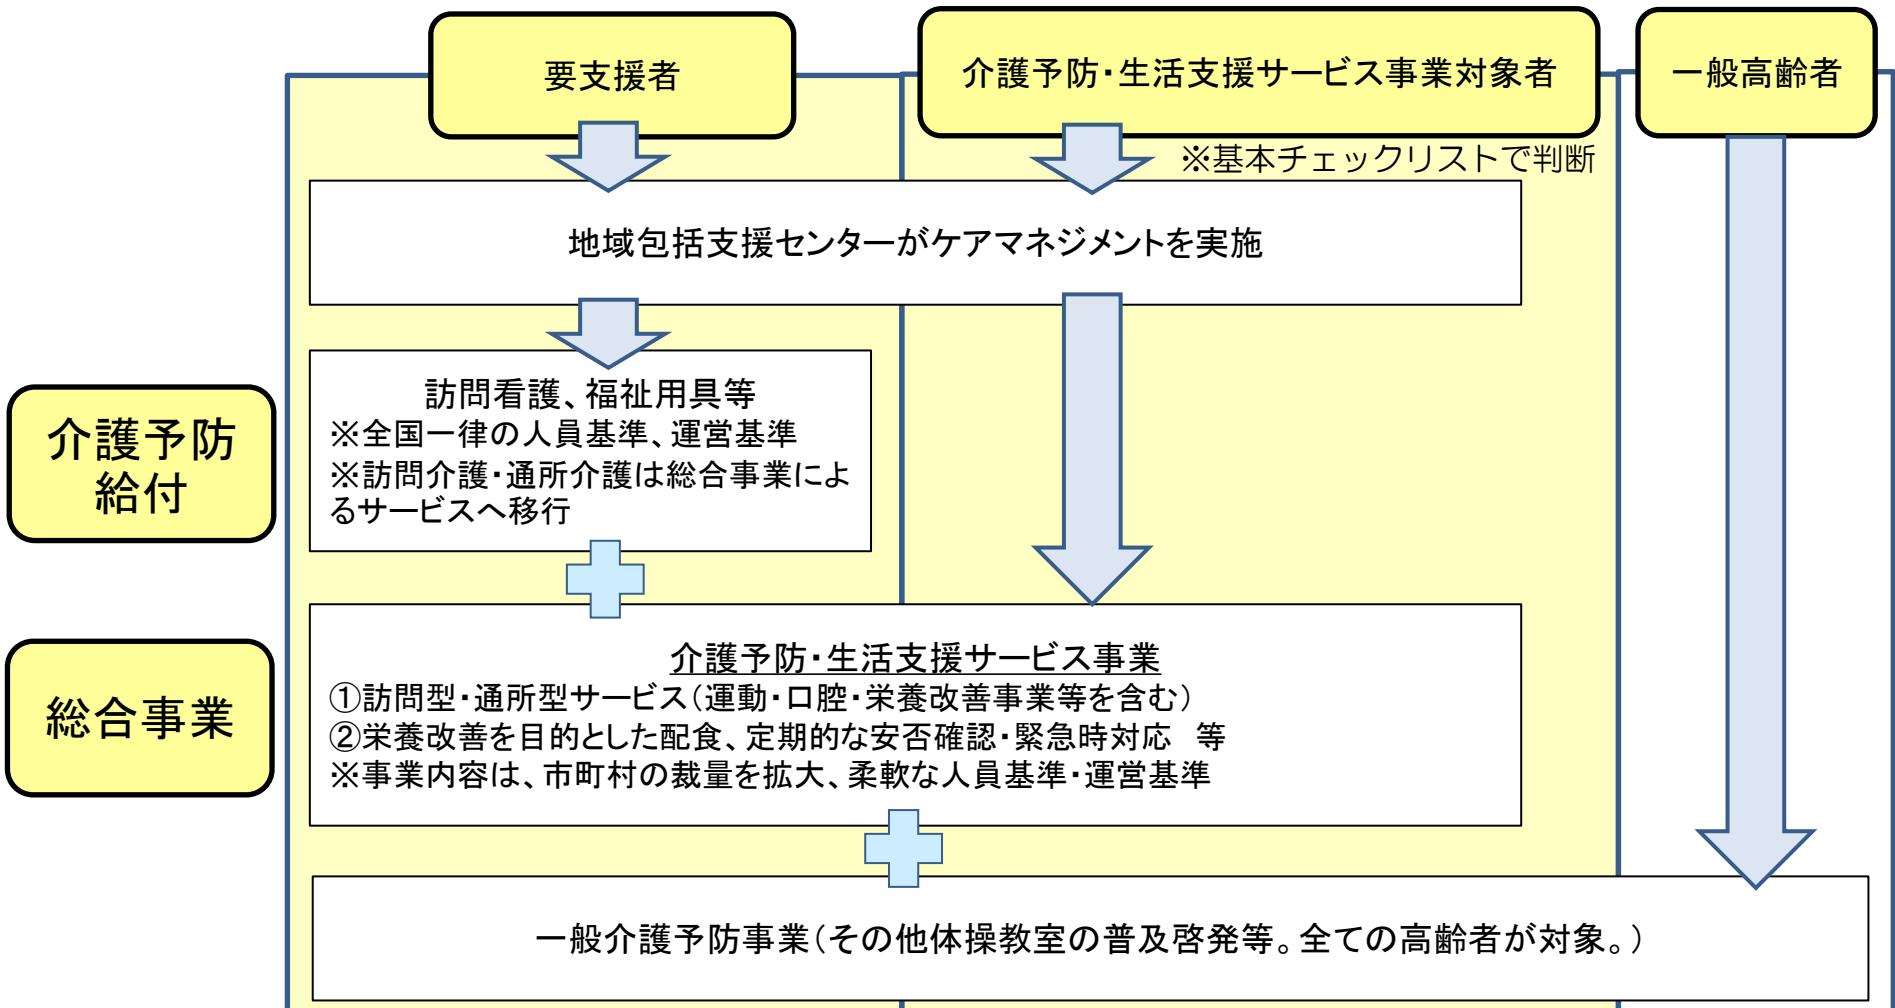 要支援者
介護予防・生活支援サービス事業対象者
一般高齢者
※基本チェックリストで判断
地域包括支援センターがケアマネジメントを実施
介護予防
給付
訪問看護、福祉用具等
※全国一律の人員基準、運営基準
※訪問介護・通所介護は総合事業によ
るサービスへ移行
総合事業
介護予防・生活支援サービス事業
①訪問型・通所型サービス（運動・口腔・栄養改善事業等を含む）
②栄養改善を目的とした配食、定期的な安否確認・緊急時対応　等
※事業内容は、市町村の裁量を拡大、柔軟な人員基準・運営基準
一般介護予防事業（その他体操教室の普及啓発等。全ての高齢者が対象。）